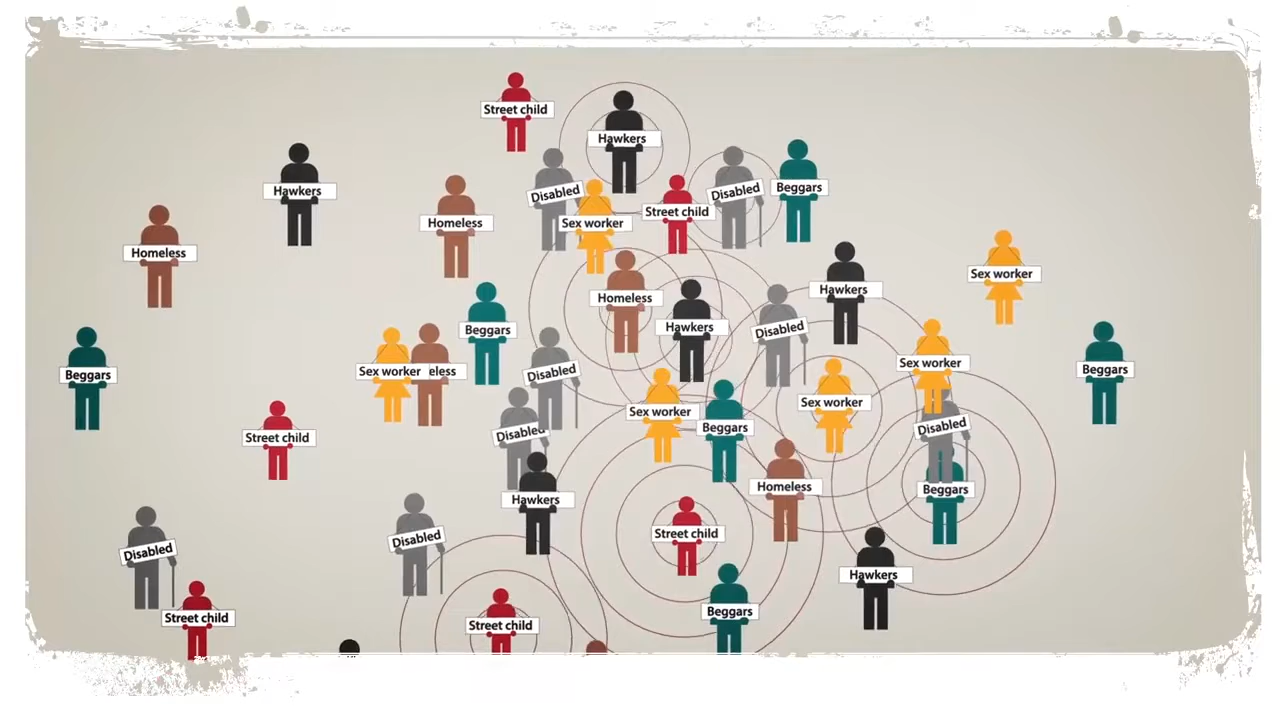 Street child
Hawkers
Hawkers
Disabled
Disabled
Beggars
Street child
Homeless
Sex worker
Homeless
Sex worker
Hawkers
Homeless
Hawkers
Disabled
Beggars
Sex worker
Beggars
Beggars
Sex worker
eless
Disabled
Sex worker
Sex worker
Beggars
Disabled
Street child
Disabled
Beggars
Homeless
Hawkers
Street child
Disabled
Disabled
Hawkers
Beggars
Street child
Street child